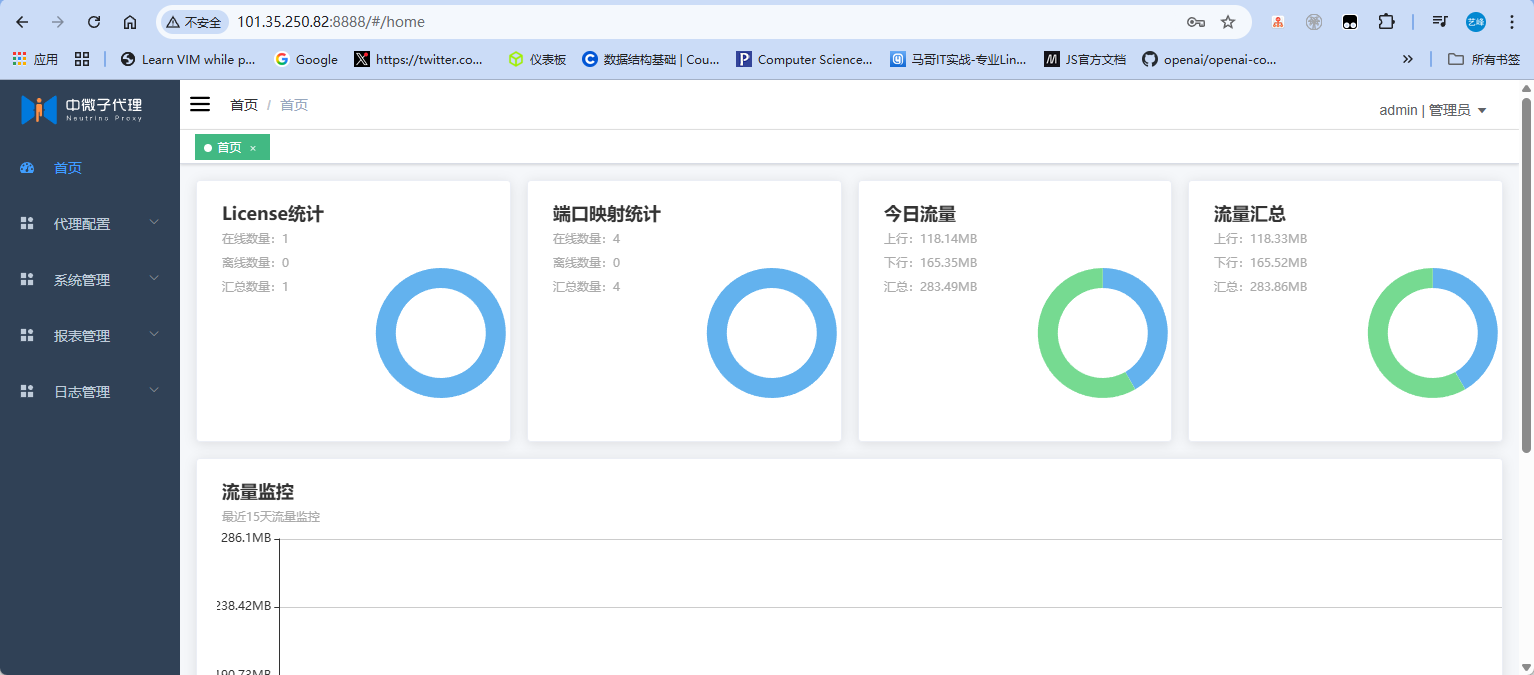 不安全 101.35.250.82:8888/#/home 艺峰
应用 Learn VIM while p... Google https://twitter.co... 仪表板 数据结构基础 | Cou... Computer Science... 马哥IT实战-专业Lin... JS官方文档 openai/openai-co... » 所有书签
中微子代理
Neutrino Proxy
首页 / 首页
admin | 管理员
首页 ×
首页
代理配置
系统管理
报表管理
日志管理
License统计
在线数量：1
离线数量：0
汇总数量：1
端口映射统计
在线数量：4
离线数量：0
汇总数量：4
今日流量
上行：118.14MB
下行：165.35MB
汇总：283.49MB
流量汇总
上行：118.33MB
下行：165.52MB
汇总：283.86MB
流量监控
最近15天流量监控
286.1MB
238.42MB
190.73MB